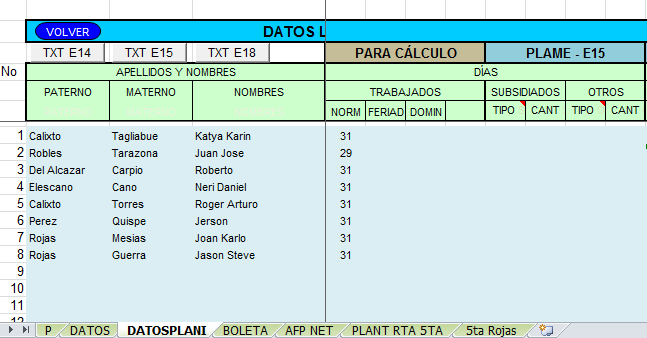 VOLVER DATOS L
TXT E14 TXT E15 TXT E18 PARA CÁLCULO PLAME - E15
No APELLIDOS Y NOMBRES DÍAS
PATERNO MATERNO NOMBRES TRABAJADOS SUBSIDIADOS OTROS
NORM FERIAD DOMIN TIPO CANT TIPO CANT
1 Calixto Tagliabue Katya Karin 31
2 Robles Tarazona Juan Jose 29
3 Del Alcazar Carpio Roberto 31
4 Elescano Cano Neri Daniel 31
5 Calixto Torres Roger Arturo 31
6 Perez Quispe Jerson 31
7 Rojas Mesias Joan Karlo 31
8 Rojas Guerra Jason Steve 31
9
10
11
P DATOS DATOSPLANI BOLETA AFP NET PLANT RTA 5TA 5ta Rojas